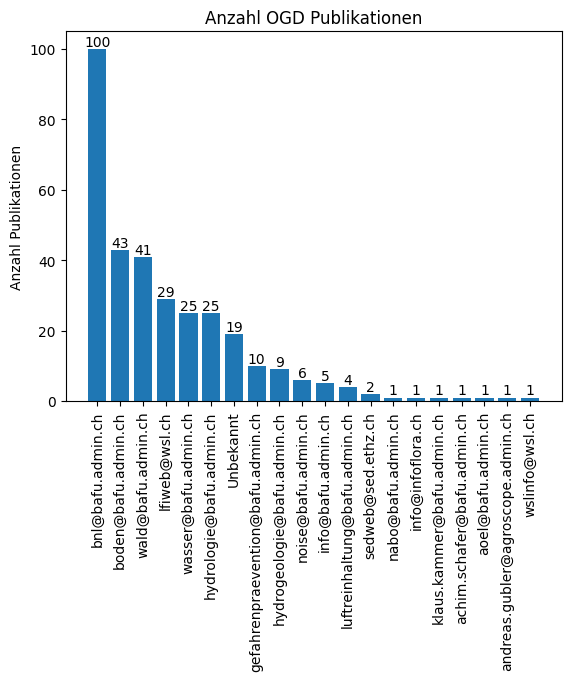 Anzahl OGD Publikationen
Anzahl Publikationen
100
80
60
40
20
0
100
43
41
29
25
25
19
10
9
6
5
4
2
1
1
1
1
1
1
1
bnl@bafu.admin.ch
boden@bafu.admin.ch
wald@bafu.admin.ch
lfiweb@wsl.ch
wasser@bafu.admin.ch
hydrologie@bafu.admin.ch
Unbekannt
gefahrenpraevention@bafu.admin.ch
hydrogeologie@bafu.admin.ch
noise@bafu.admin.ch
info@bafu.admin.ch
luftreinhaltung@bafu.admin.ch
sedweb@sed.ethz.ch
nabo@bafu.admin.ch
info@infoflora.ch
klaus.kammer@bafu.admin.ch
achim.schafer@bafu.admin.ch
aoel@bafu.admin.ch
andreas.gubler@agroscope.admin.ch
wslinfo@wsl.ch